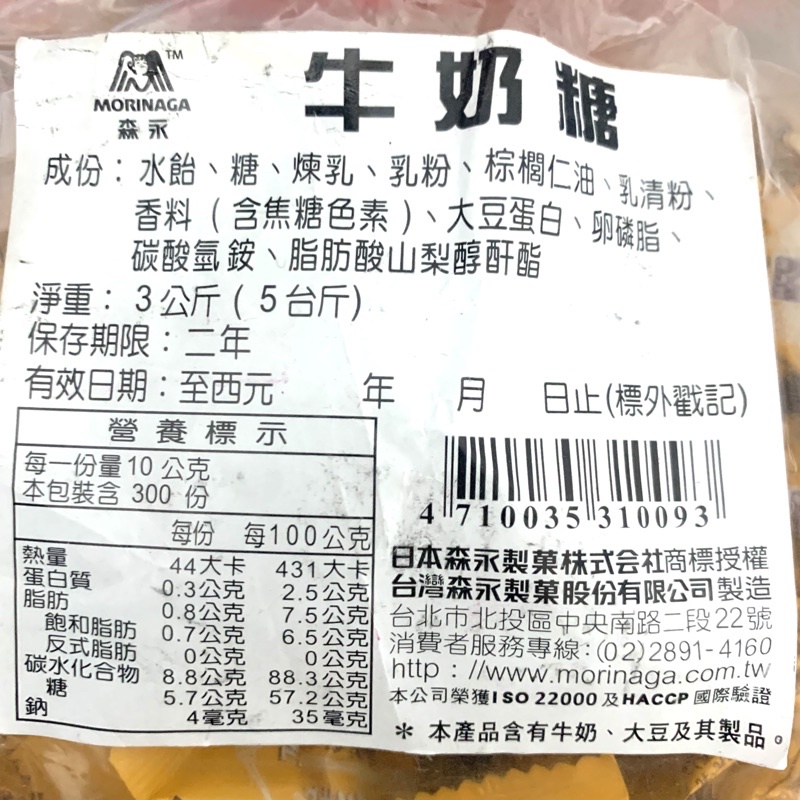 TM
MORINAGA
森永
牛奶糖
成份：水飴、糖、煉乳、乳粉、棕櫚仁油、乳清粉、
香料(含焦糖色素)、大豆蛋白、卵磷脂、
碳酸氫銨、脂肪酸山梨醇酐酯
淨重：3公斤(5台斤)
保存期限：二年
有效日期：至西元 年 月 日止(標外戳記)
營養標示
每一份量10公克
本包裝含 300 份
每份 每100公克
熱量 44大卡 431大卡
蛋白質 0.3公克 2.5公克
脂肪 0.8公克 7.5公克
飽和脂肪 0.7公克 6.5公克
反式脂肪 0公克 0公克
碳水化合物 8.8公克 88.3公克
糖 5.7公克 57.2公克
鈉 4毫克 35毫克
4 710035 310093
日本森永製菓株式会社商標授權
台灣森永製菓股份有限公司製造
台北市北投區中央南路二段22號
消費者服務專線：(02)2891-4160
http：//www.morinaga.com.tw
本公司榮獲ISO 22000及HACCP國際驗證
＊本產品含有牛奶、大豆及其製品。